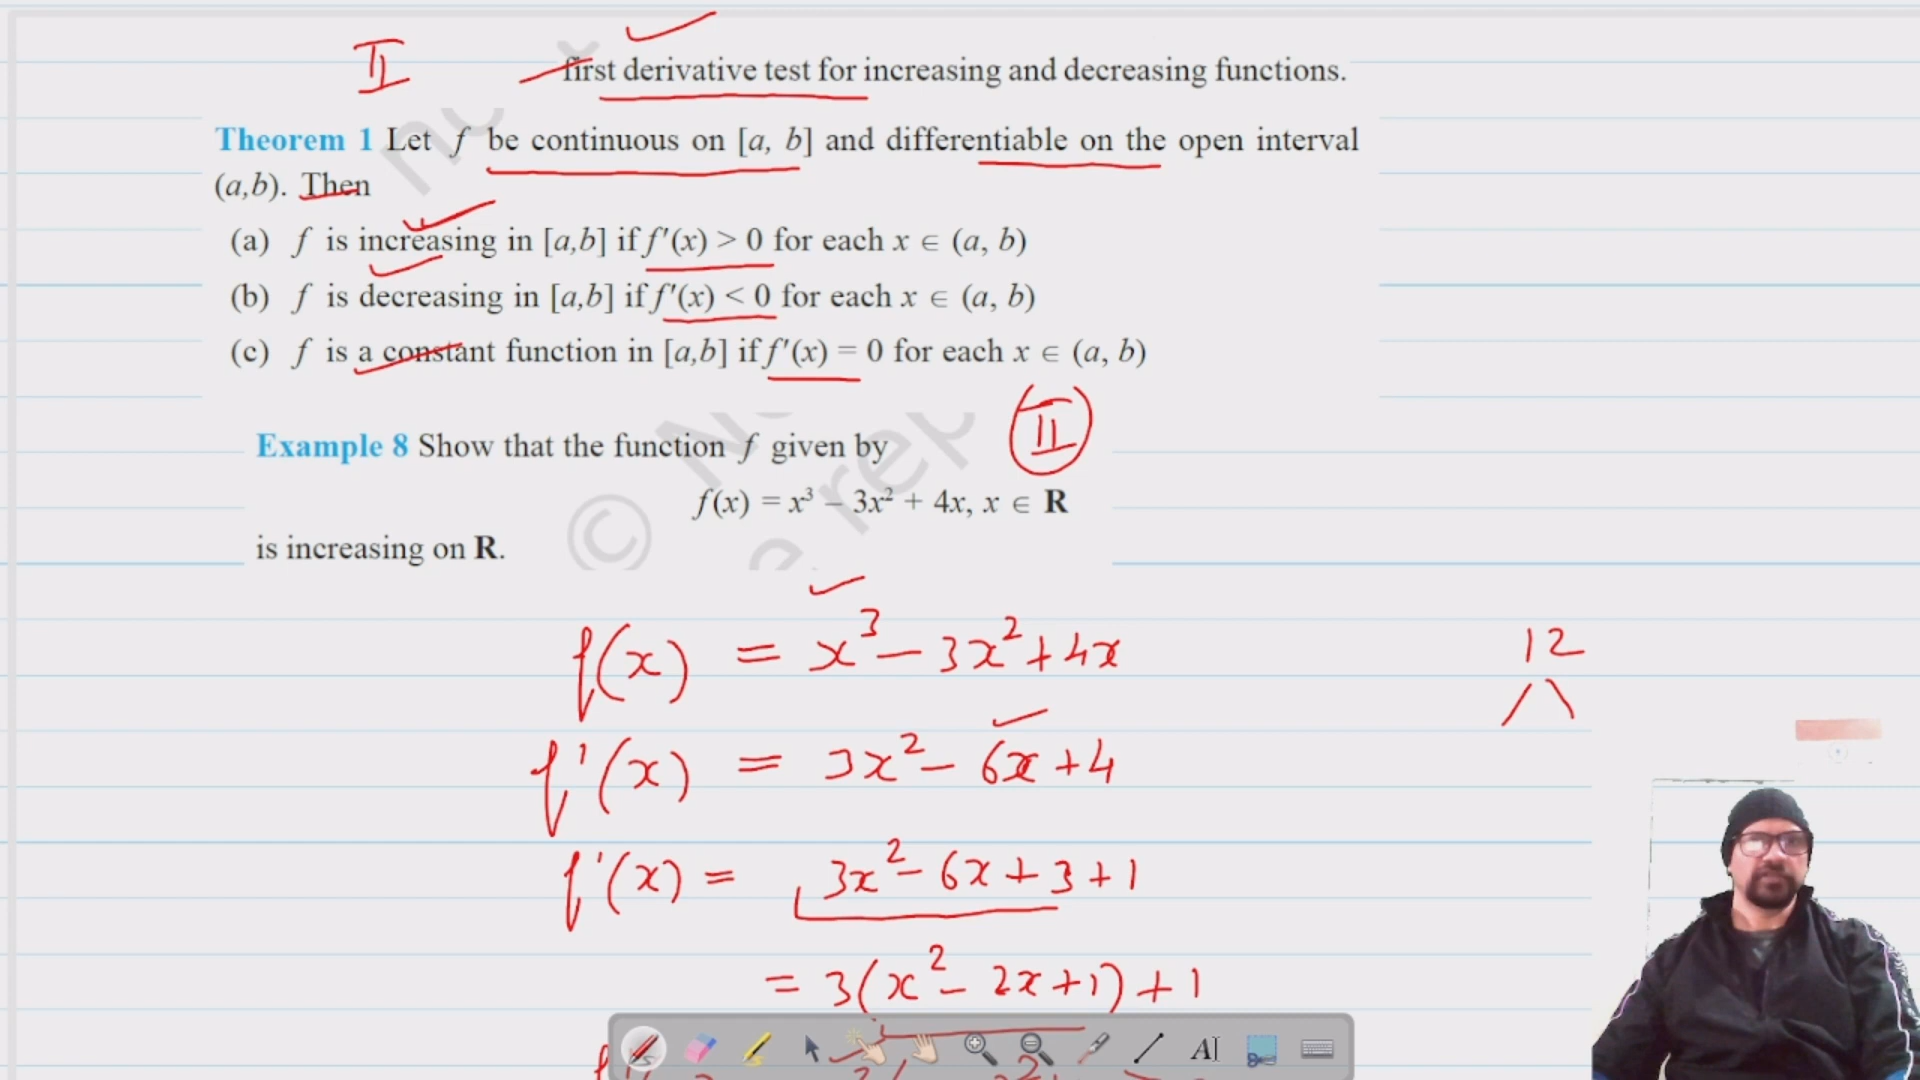 II
first derivative test for increasing and decreasing functions.
Theorem 1 Let f be continuous on [a, b] and differentiable on the open interval
(a,b). Then
(a) f is increasing in [a,b] if f′(x) > 0 for each x ∈ (a, b)
(b) f is decreasing in [a,b] if f′(x) < 0 for each x ∈ (a, b)
(c) f is a constant function in [a,b] if f′(x) = 0 for each x ∈ (a, b)
II
Example 8 Show that the function f given by
f(x) = x³ – 3x² + 4x, x ∈ R
is increasing on R.
f(x) = x³ – 3x² + 4x
12
f'(x) = 3x² – 6x + 4
f'(x) = 3x² – 6x + 3 + 1
= 3(x² – 2x + 1) + 1
AI